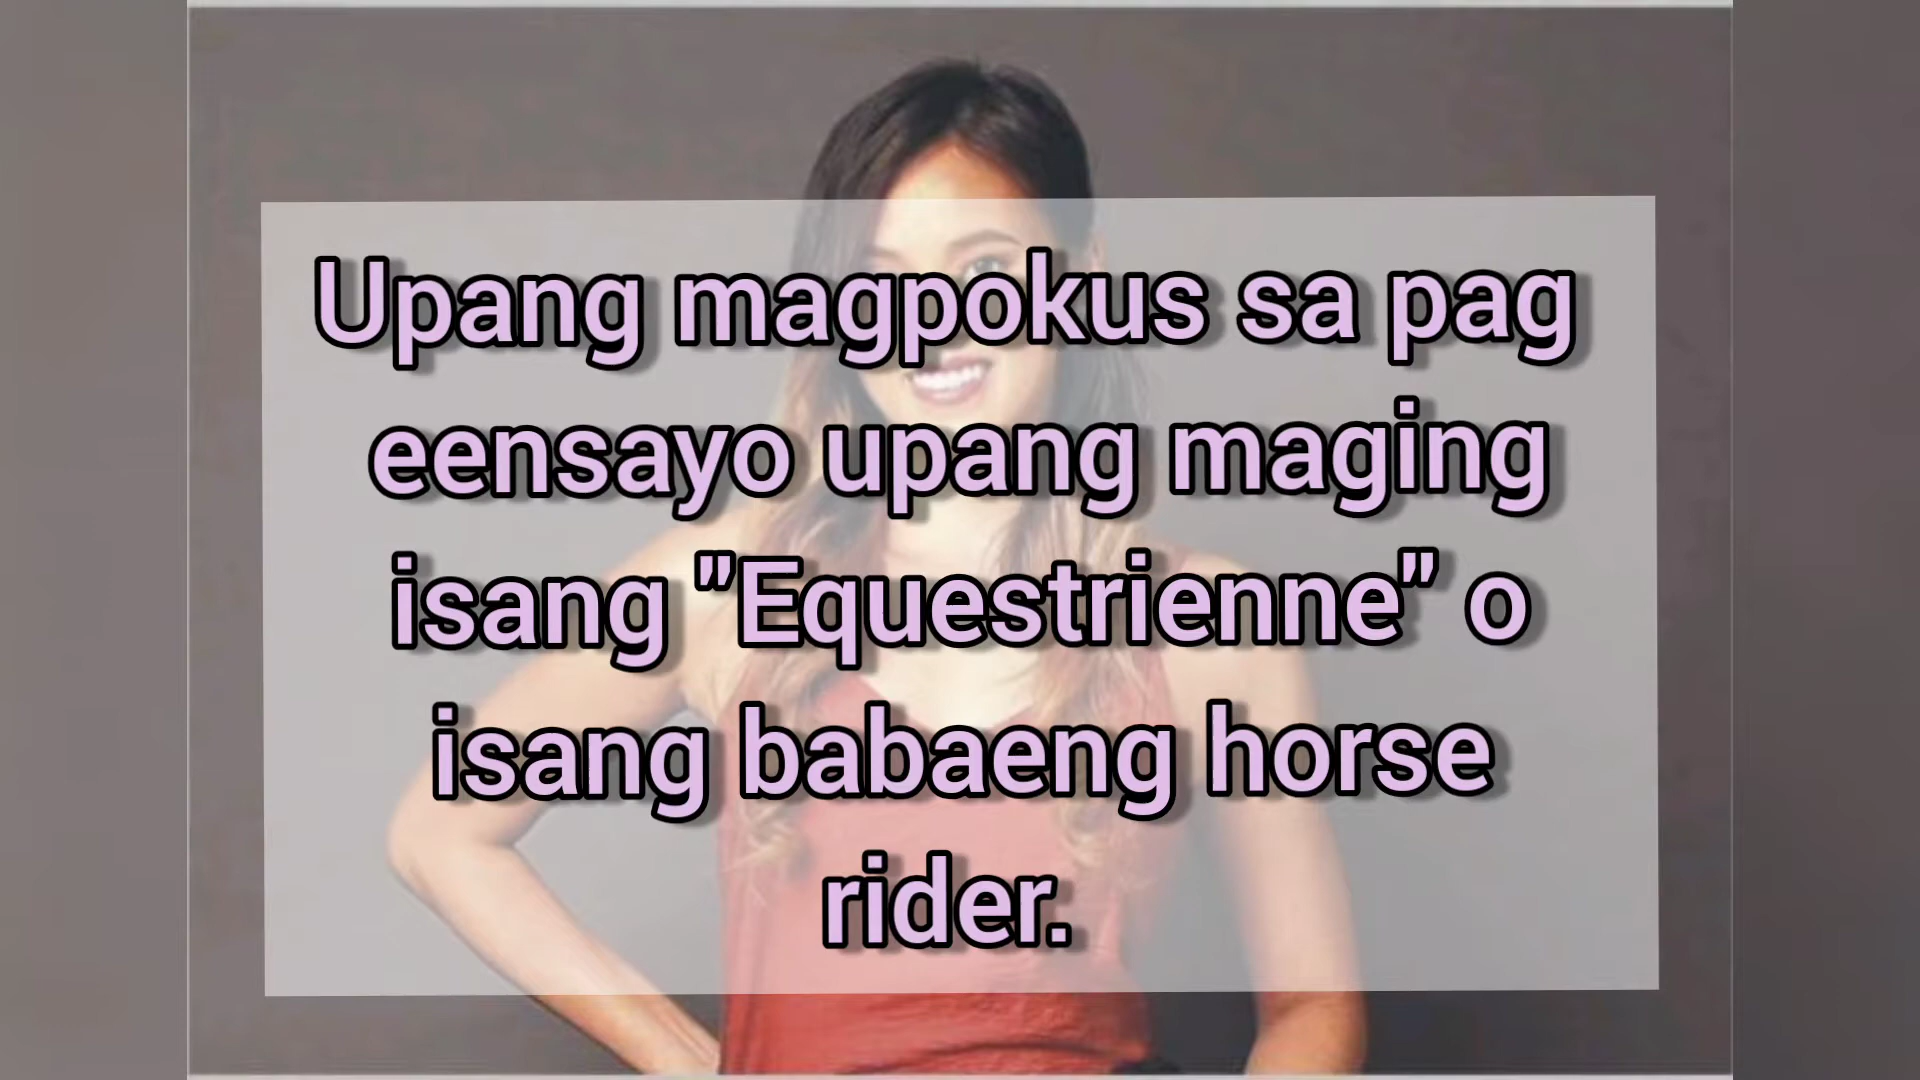 Upang magpokus sa pag
eensayo upang maging
isang "Equestrienne" o
isang babaeng horse
rider.